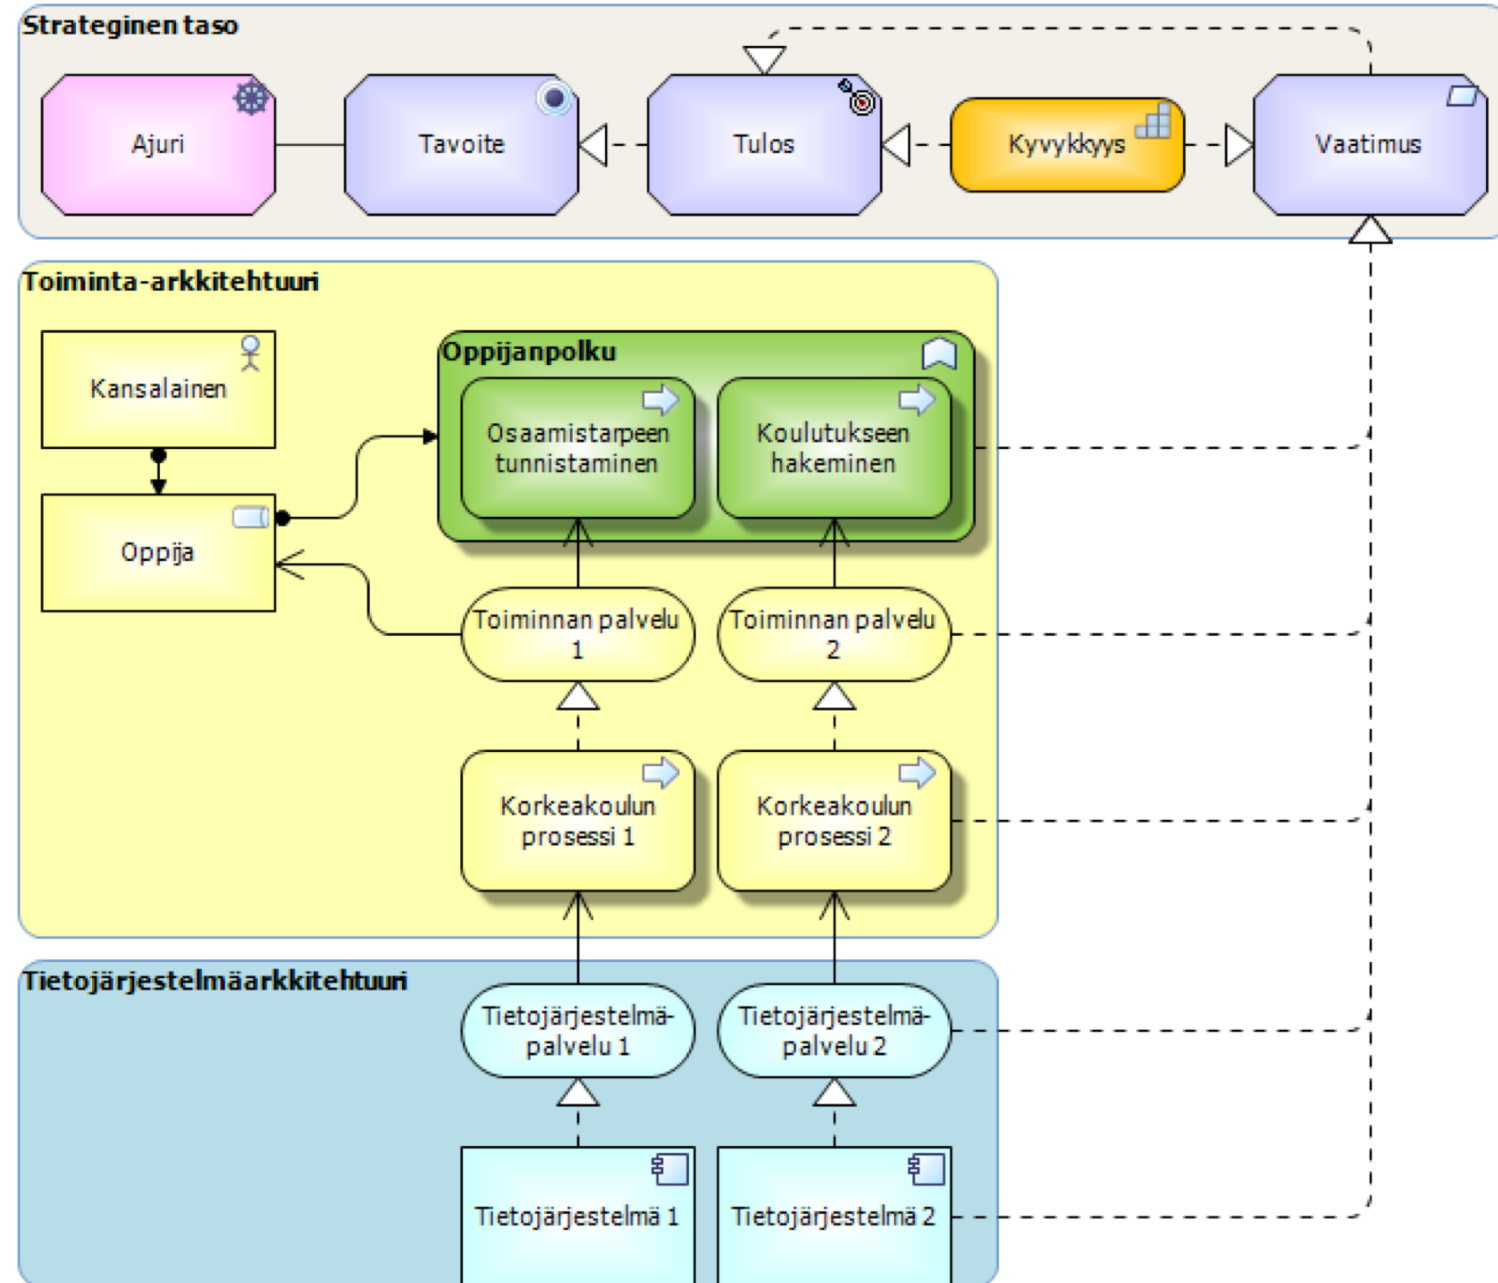 Strateginen taso
Ajuri
Tavoite
Tulos
Kyvykkyys
Vaatimus
Toiminta-arkkitehtuuri
Kansalainen
Oppijanpolku
Osaamistarpeen
tunnistaminen
Koulutukseen
hakeminen
Oppija
Toiminnan palvelu
1
Toiminnan palvelu
2
Korkeakoulun
prosessi 1
Korkeakoulun
prosessi 2
Tietojärjestelmäarkkitehtuuri
Tietojärjestelmä-
palvelu 1
Tietojärjestelmä-
palvelu 2
Tietojärjestelmä 1
Tietojärjestelmä 2